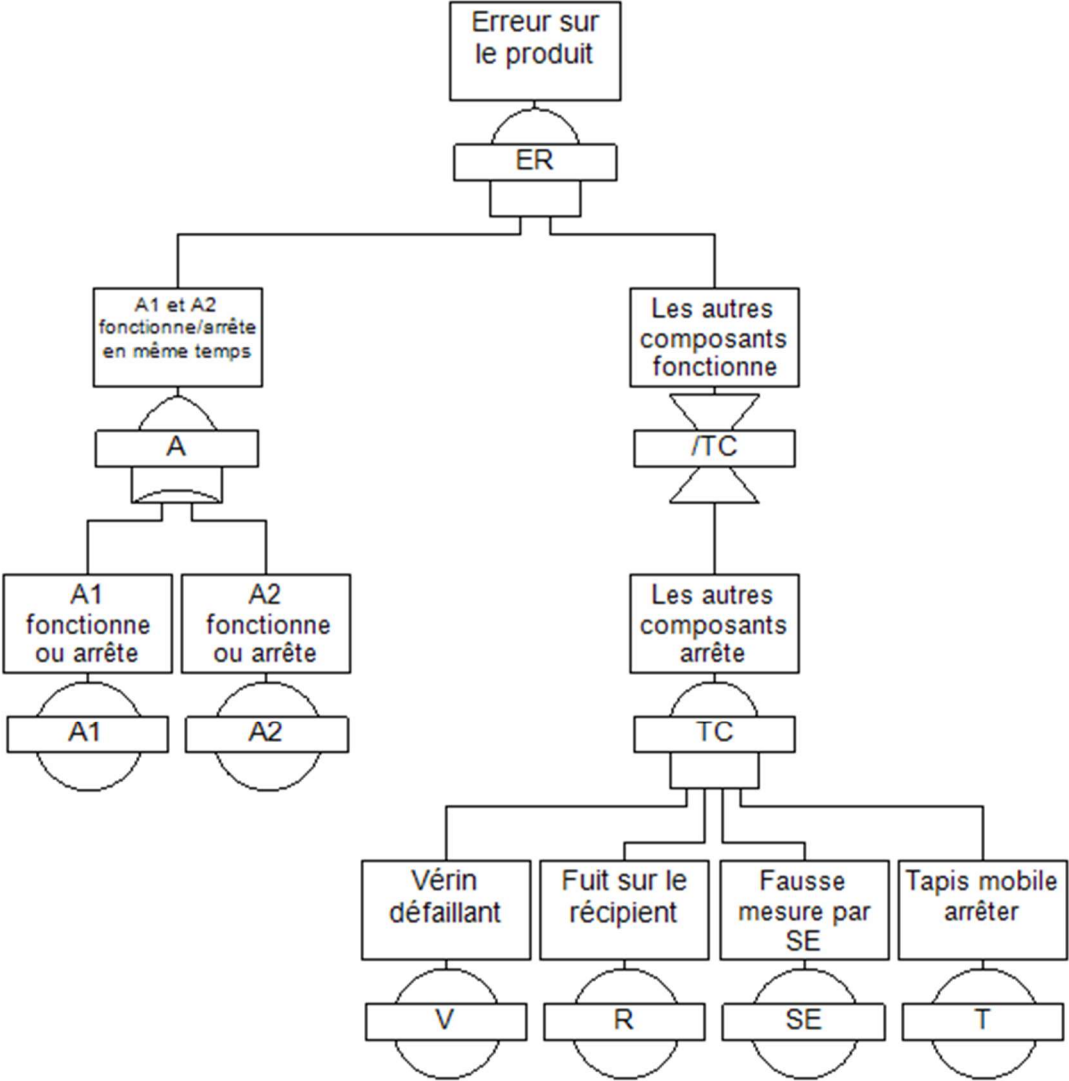 Erreur sur
le produit
ER
A1 et A2
fonctionne/arrête
en même temps
Les autres
composants
fonctionne
A
/TC
A1
fonctionne
ou arrête
A2
fonctionne
ou arrête
Les autres
composants
arrête
A1
A2
TC
Vérin
défaillant
Fuit sur le
récipient
Fausse
mesure par
SE
Tapis mobile
arrêter
V
R
SE
T